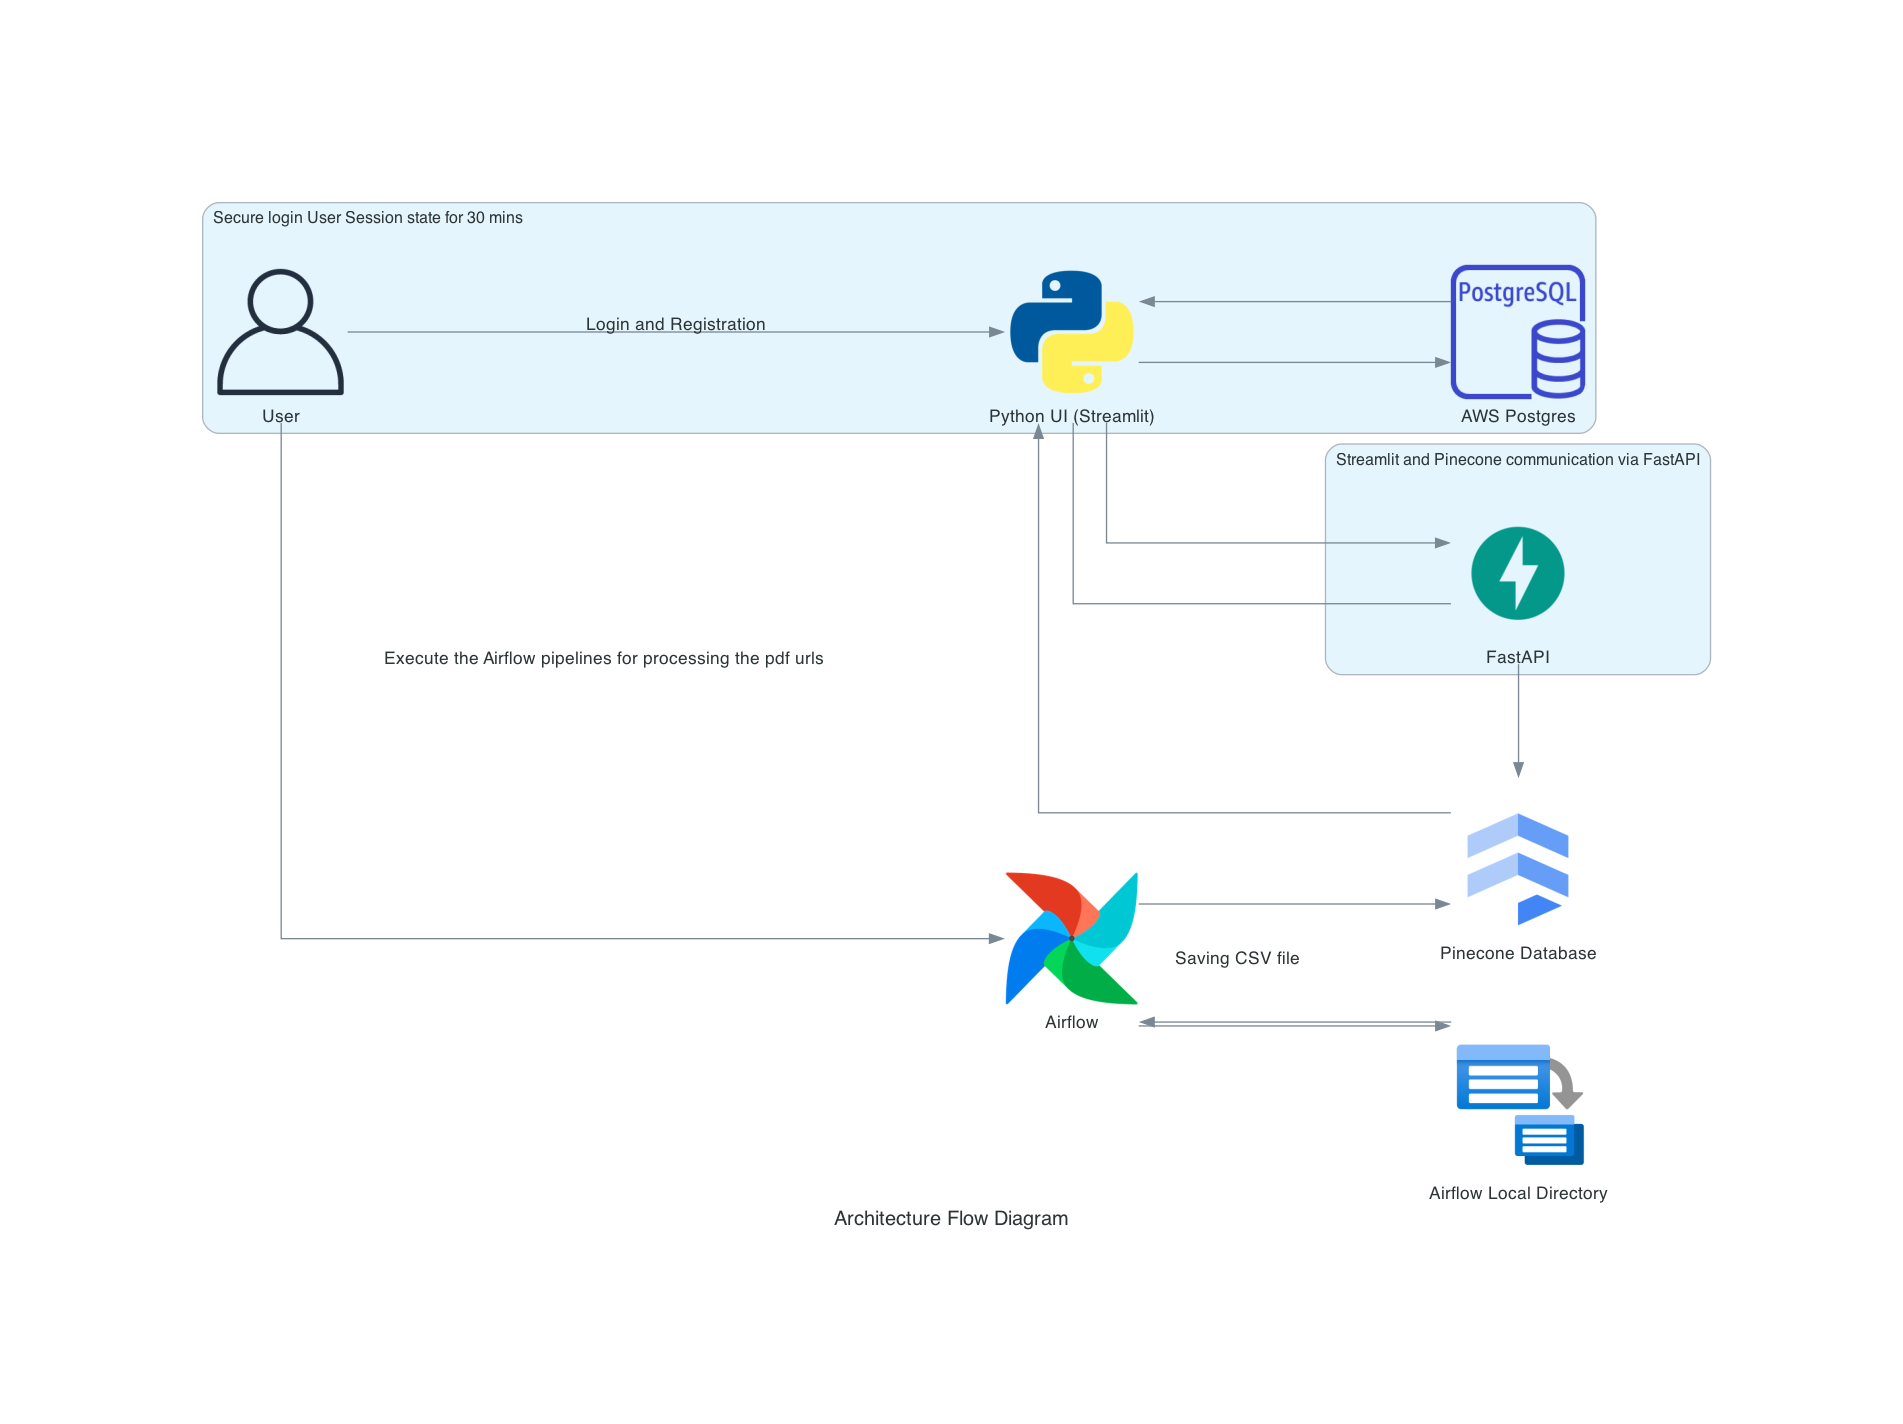 Secure login User Session state for 30 mins
PostgreSQL
Login and Registration
User
Python UI (Streamlit)
AWS Postgres
Streamlit and Pinecone communication via FastAPI
FastAPI
Execute the Airflow pipelines for processing the pdf urls
Pinecone Database
Saving CSV file
Airflow
Airflow Local Directory
Architecture Flow Diagram